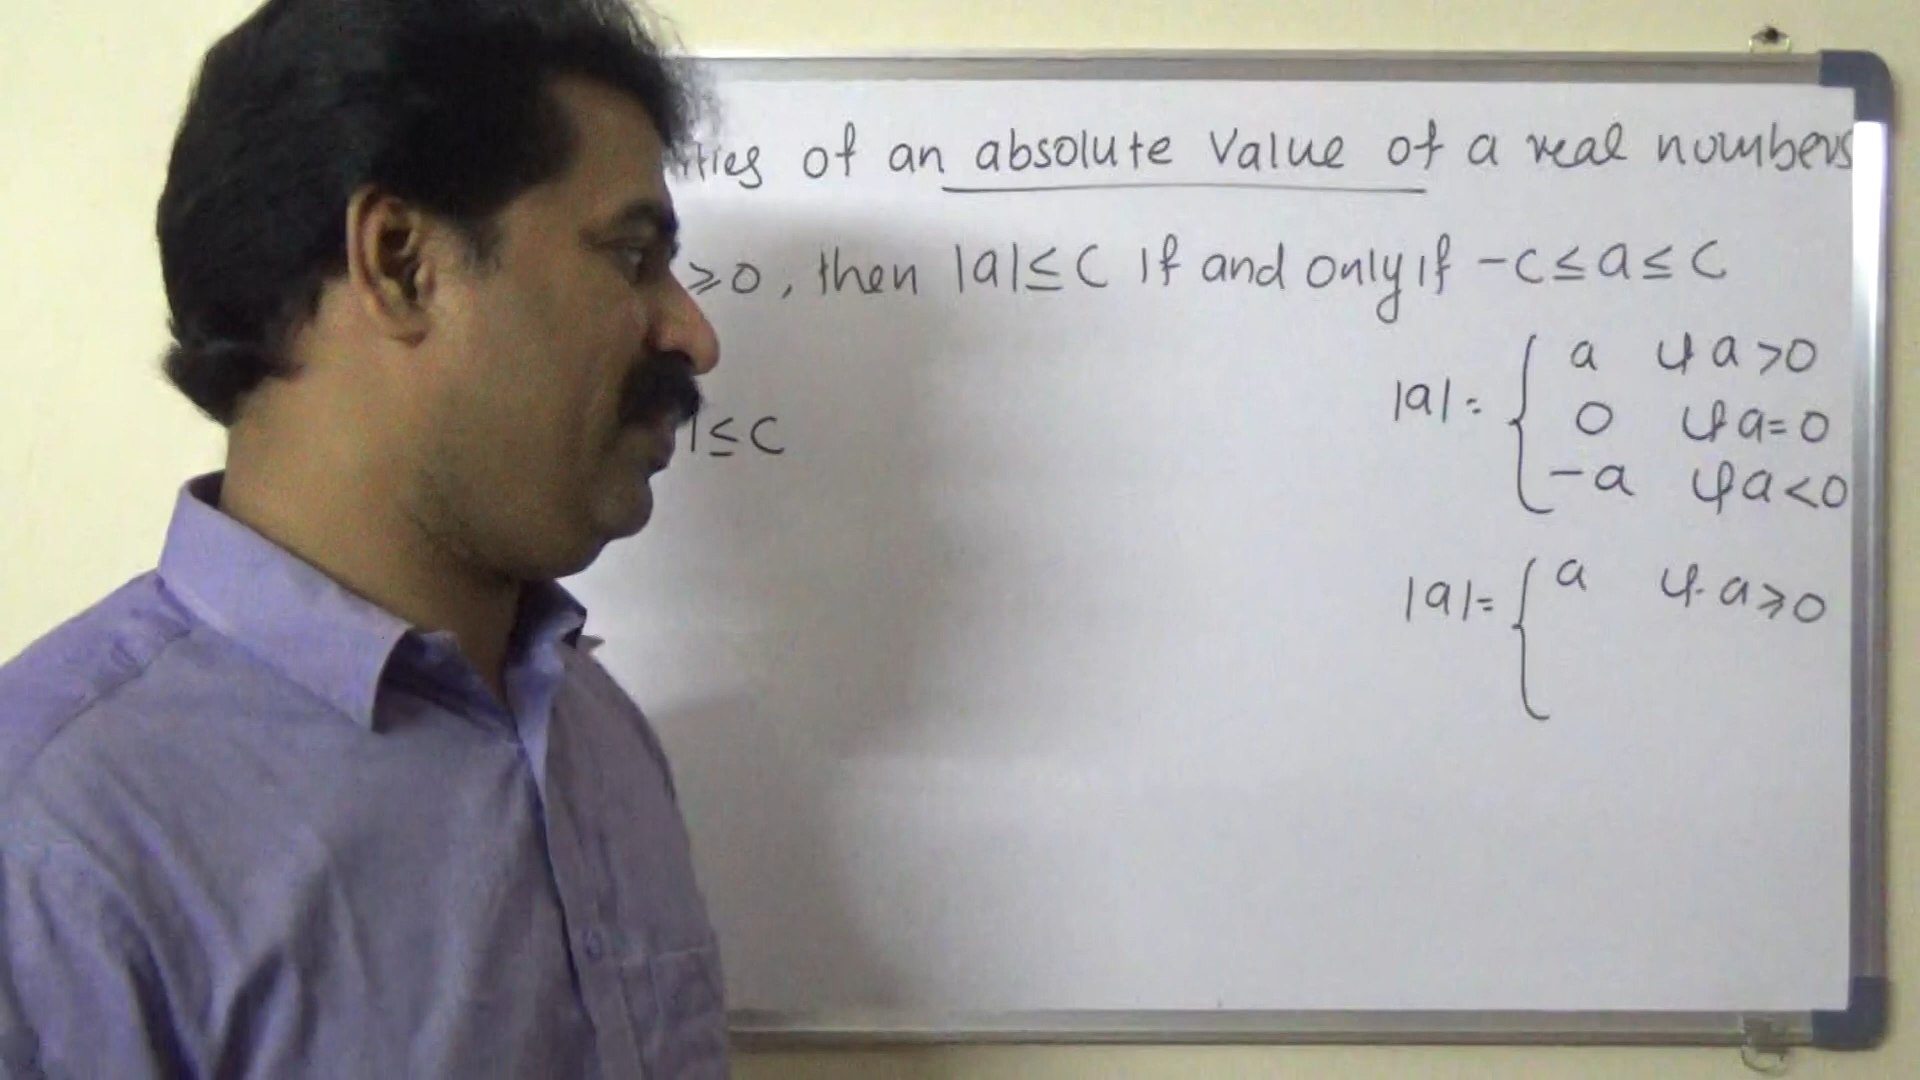 of an absolute value of a real numbers
≥0, then |a|≤c if and only if -c≤a≤c
|a|= { a if a>0
0 if a=0
-a if a<0
|≤c
|a|= { a if a≥0